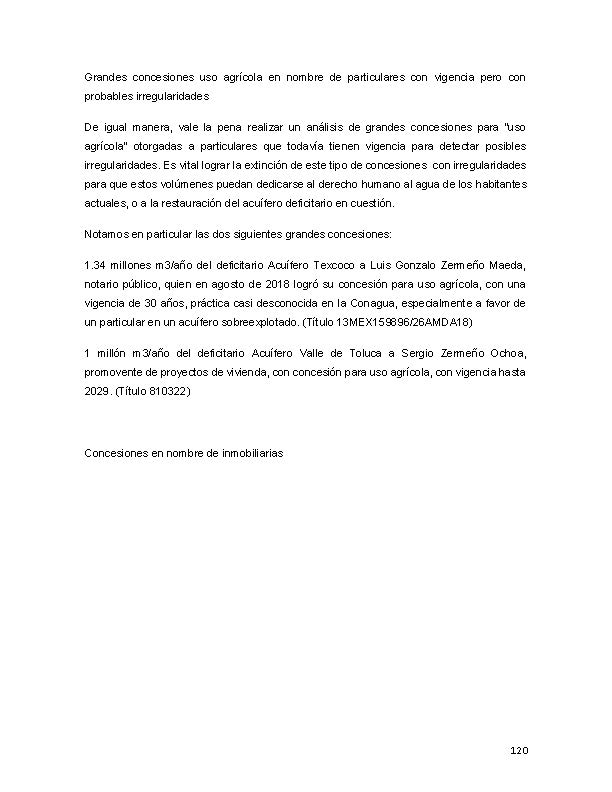 Grandes concesiones uso agrícola en nombre de particulares con vigencia pero con
probables irregularidades
De igual manera, vale la pena realizar un análisis de grandes concesiones para "uso
agrícola" otorgadas a particulares que todavía tienen vigencia para detectar posibles
irregularidades. Es vital lograr la extinción de este tipo de concesiones con irregularidades
para que estos volúmenes puedan dedicarse al derecho humano al agua de los habitantes
actuales, o a la restauración del acuífero deficitario en cuestión.
Notamos en particular las dos siguientes grandes concesiones:
1.34 millones m3/año del deficitario Acuífero Texcoco a Luis Gonzalo Zermeño Maeda,
notario público, quien en agosto de 2018 logró su concesión para uso agrícola, con una
vigencia de 30 años, práctica casi desconocida en la Conagua, especialmente a favor de
un particular en un acuífero sobreexplotado. (Título 13MEX159896/26AMDA18)
1 millón m3/año del deficitario Acuífero Valle de Toluca a Sergio Zermeño Ochoa,
promovente de proyectos de vivienda, con concesión para uso agrícola, con vigencia hasta
2029. (Título 810322)
Concesiones en nombre de inmobiliarias
120